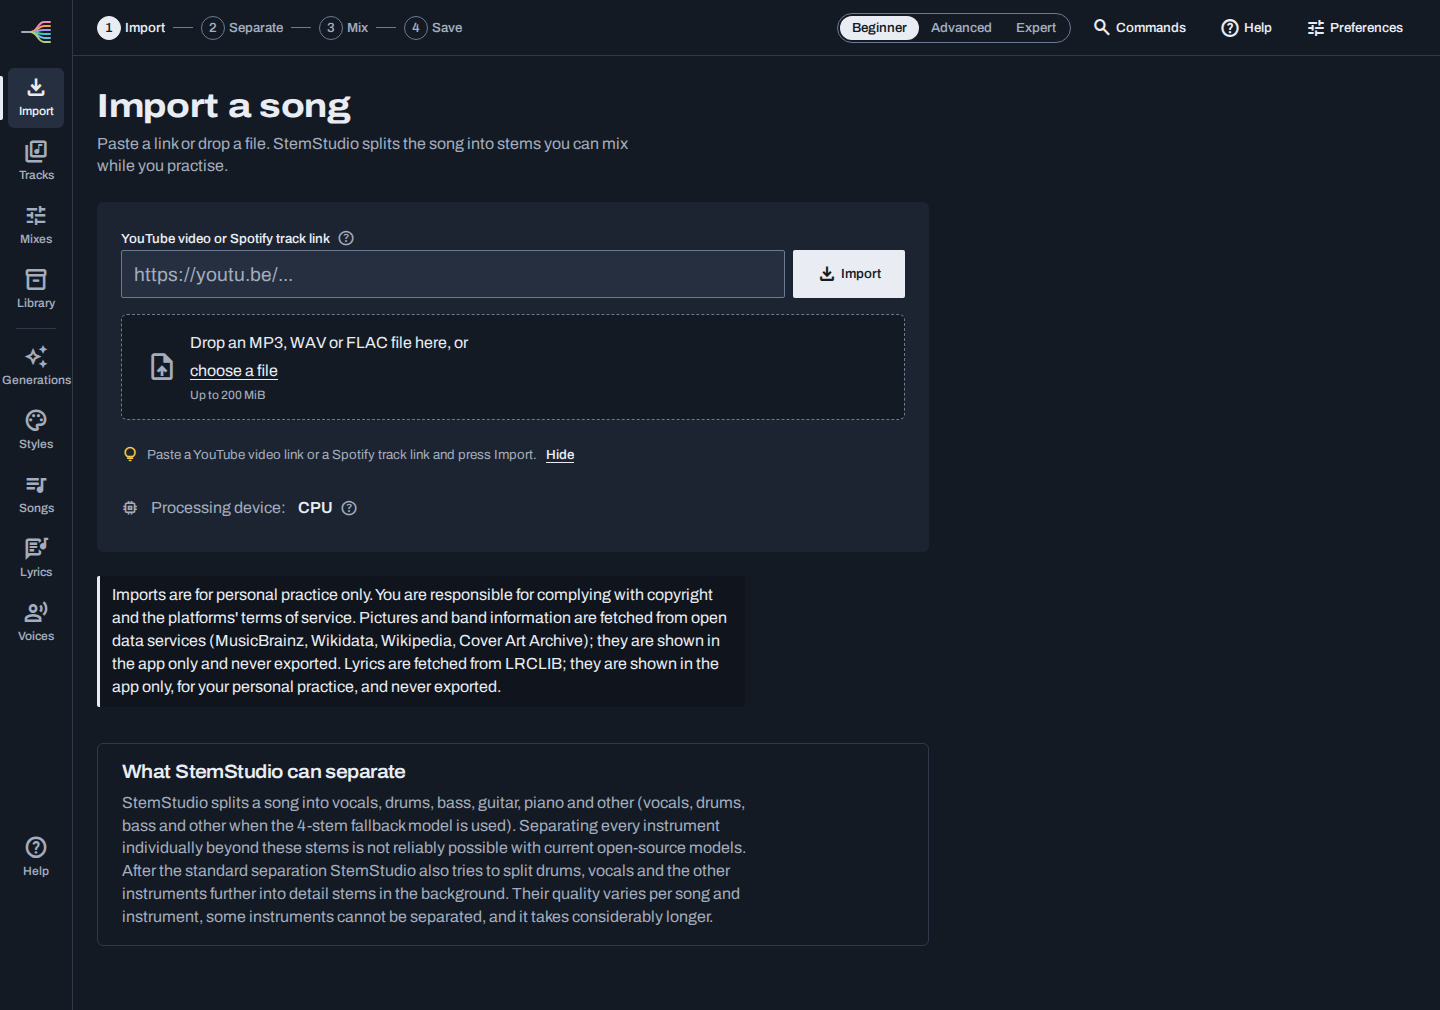 1 Import
2 Separate
3 Mix
4 Save
Beginner
Advanced
Expert
Commands
Help
Preferences
Import
Tracks
Mixes
Library
Generations
Styles
Songs
Lyrics
Voices
Help
Import a song
Paste a link or drop a file. StemStudio splits the song into stems you can mix
while you practise.
YouTube video or Spotify track link
https://youtu.be/...
Import
Drop an MP3, WAV or FLAC file here, or
choose a file
Up to 200 MiB
Paste a YouTube video link or a Spotify track link and press Import. Hide
Processing device: CPU
Imports are for personal practice only. You are responsible for complying with copyright
and the platforms' terms of service. Pictures and band information are fetched from open
data services (MusicBrainz, Wikidata, Wikipedia, Cover Art Archive); they are shown in
the app only and never exported. Lyrics are fetched from LRCLIB; they are shown in the
app only, for your personal practice, and never exported.
What StemStudio can separate
StemStudio splits a song into vocals, drums, bass, guitar, piano and other (vocals, drums,
bass and other when the 4-stem fallback model is used). Separating every instrument
individually beyond these stems is not reliably possible with current open-source models.
After the standard separation StemStudio also tries to split drums, vocals and the other
instruments further into detail stems in the background. Their quality varies per song and
instrument, some instruments cannot be separated, and it takes considerably longer.